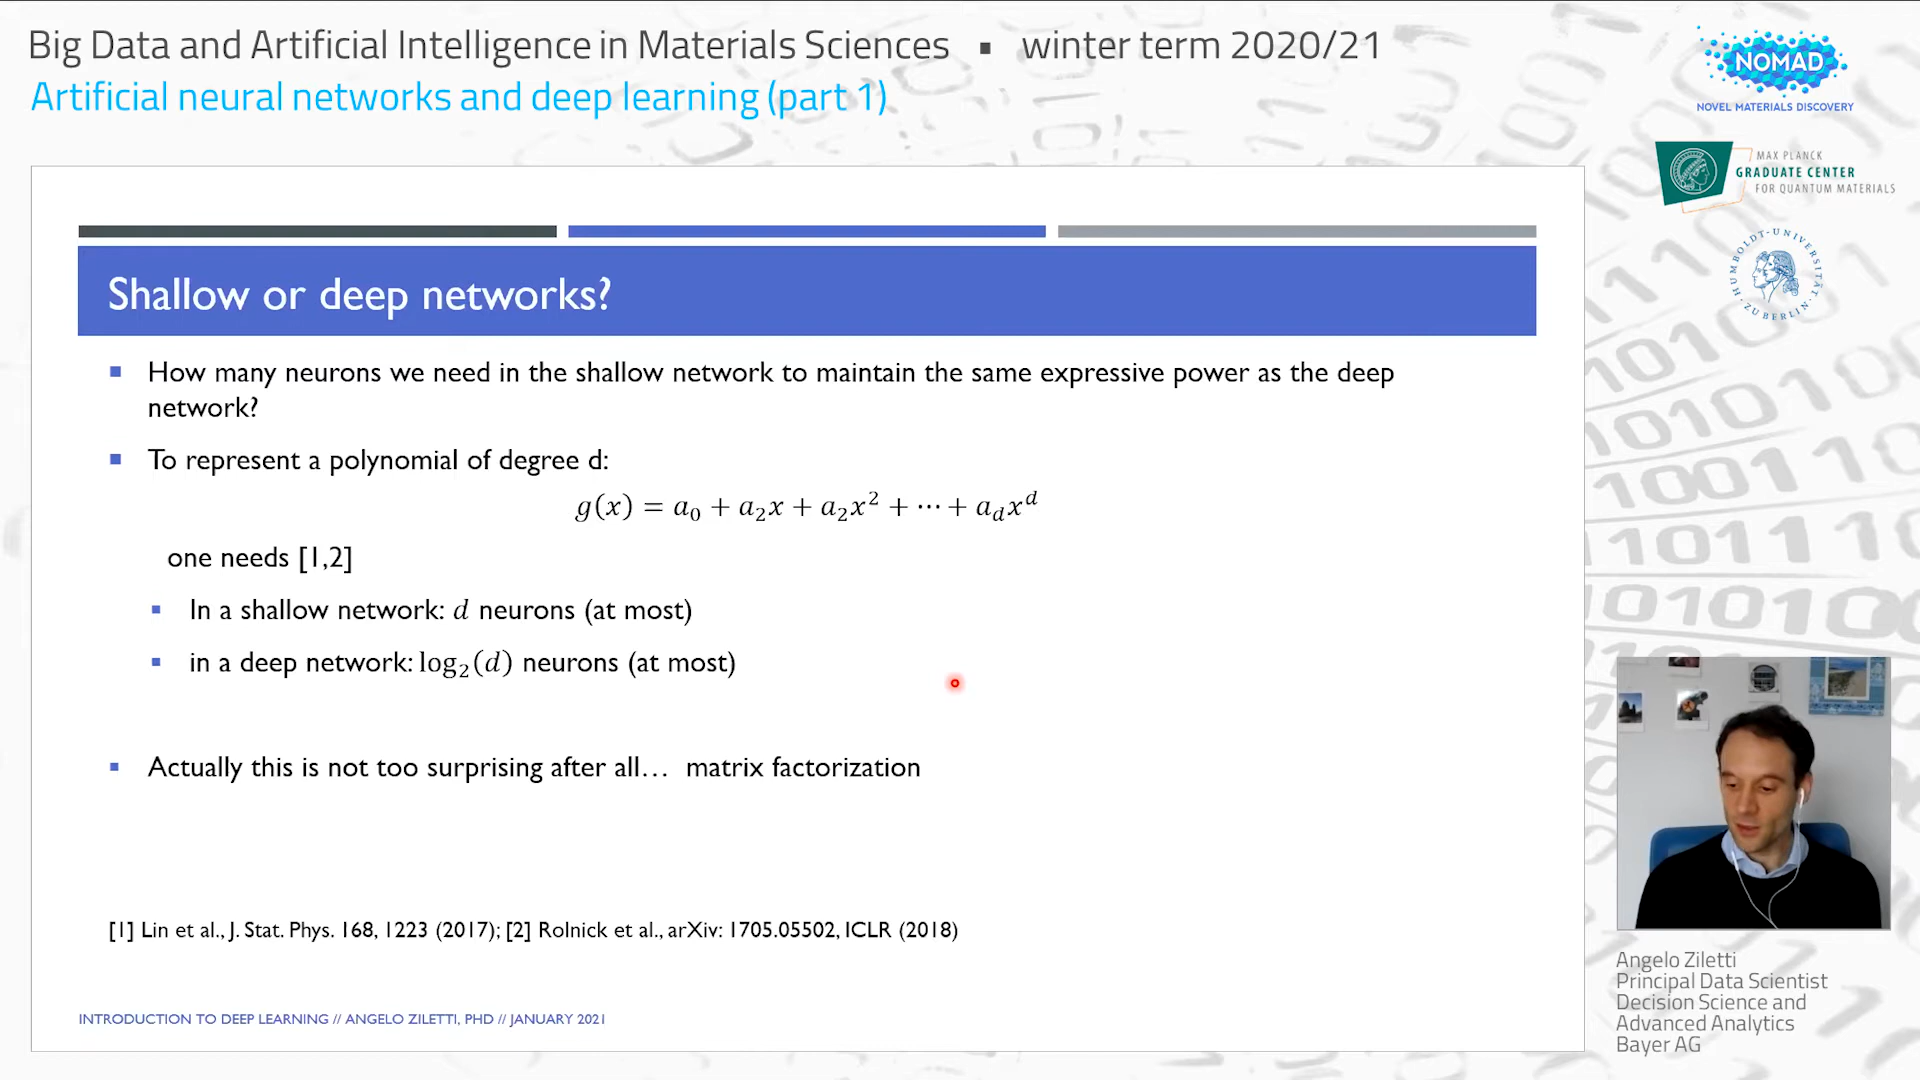 Big Data and Artificial Intelligence in Materials Sciences ▪ winter term 2020/21
Artificial neural networks and deep learning (part 1)
NOMAD
NOVEL MATERIALS DISCOVERY
MAX PLANCK
GRADUATE CENTER
FOR QUANTUM MATERIALS
HUMBOLDT-UNIVERSITÄT
ZU BERLIN
Shallow or deep networks?
▪ How many neurons we need in the shallow network to maintain the same expressive power as the deep
network?
▪ To represent a polynomial of degree d:
g(x) = a₀ + a₂x + a₂x² + ⋯ + a_d x^d
one needs [1,2]
▪ In a shallow network: d neurons (at most)
▪ in a deep network: log₂(d) neurons (at most)
▪ Actually this is not too surprising after all… matrix factorization
[1] Lin et al., J. Stat. Phys. 168, 1223 (2017); [2] Rolnick et al., arXiv: 1705.05502, ICLR (2018)
INTRODUCTION TO DEEP LEARNING // ANGELO ZILETTI, PHD // JANUARY 2021
Angelo Ziletti
Principal Data Scientist
Decision Science and
Advanced Analytics
Bayer AG